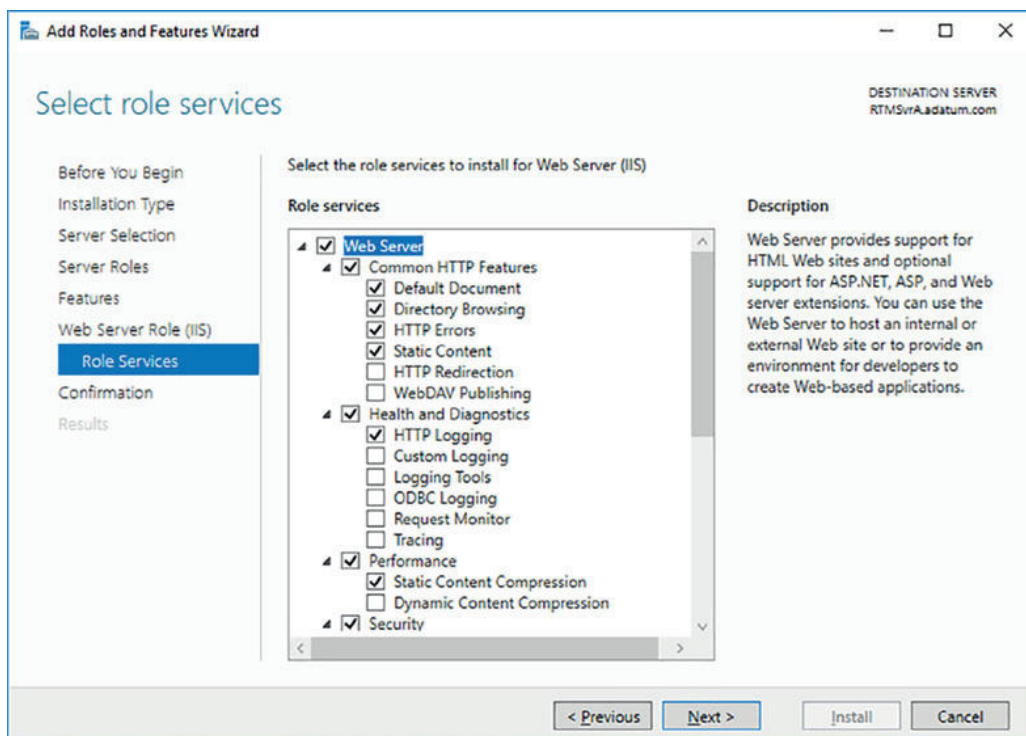 Add Roles and Features Wizard
Select role services
DESTINATION SERVER
RTMSvrA.adatum.com
Before You Begin
Installation Type
Server Selection
Server Roles
Features
Web Server Role (IIS)
Role Services
Confirmation
Results
Select the role services to install for Web Server (IIS)
Role services
Web Server
Common HTTP Features
Default Document
Directory Browsing
HTTP Errors
Static Content
HTTP Redirection
WebDAV Publishing
Health and Diagnostics
HTTP Logging
Custom Logging
Logging Tools
ODBC Logging
Request Monitor
Tracing
Performance
Static Content Compression
Dynamic Content Compression
Security
Description
Web Server provides support for
HTML Web sites and optional
support for ASP.NET, ASP, and Web
server extensions. You can use the
Web Server to host an internal or
external Web site or to provide an
environment for developers to
create Web-based applications.
< Previous
Next >
Install
Cancel